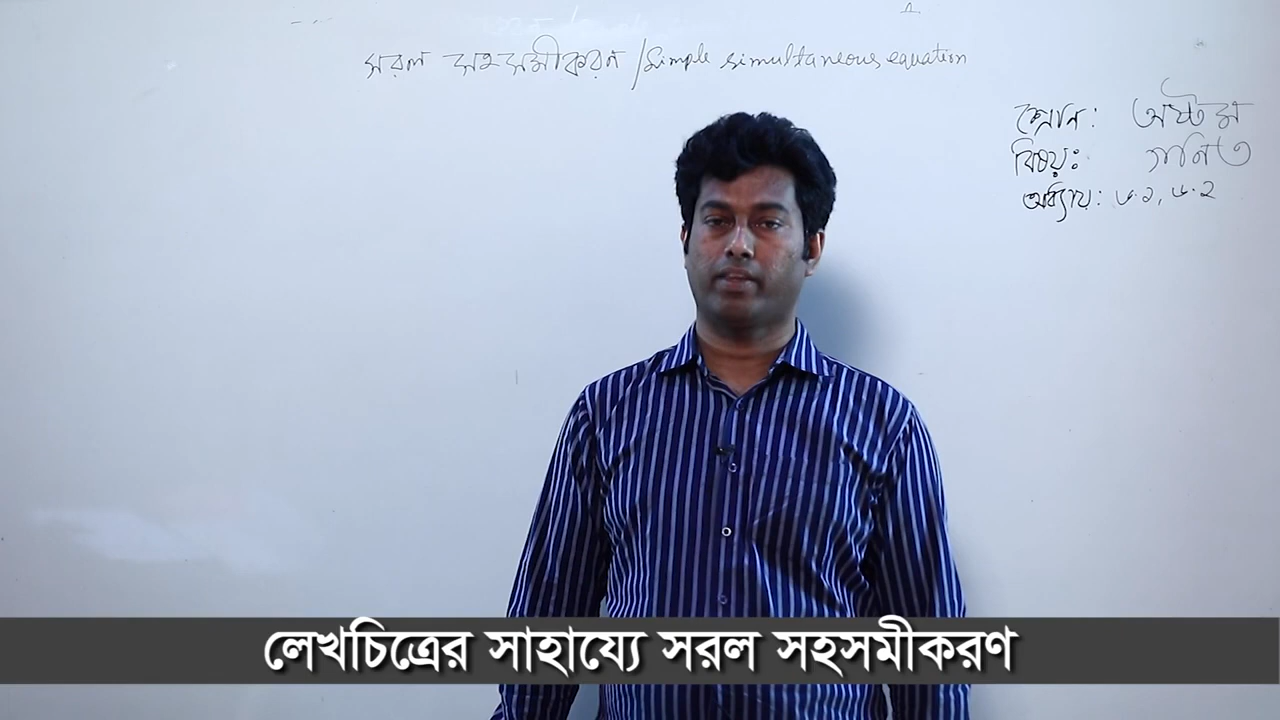 সরল সহসমীকরণ / Simple simultaneous equation
শ্রেণি: অষ্টম
বিষয়ঃ গণিত
অধ্যায়: ৬.১, ৬.২
লেখচিত্রের সাহায্যে সরল সহসমীকরণ